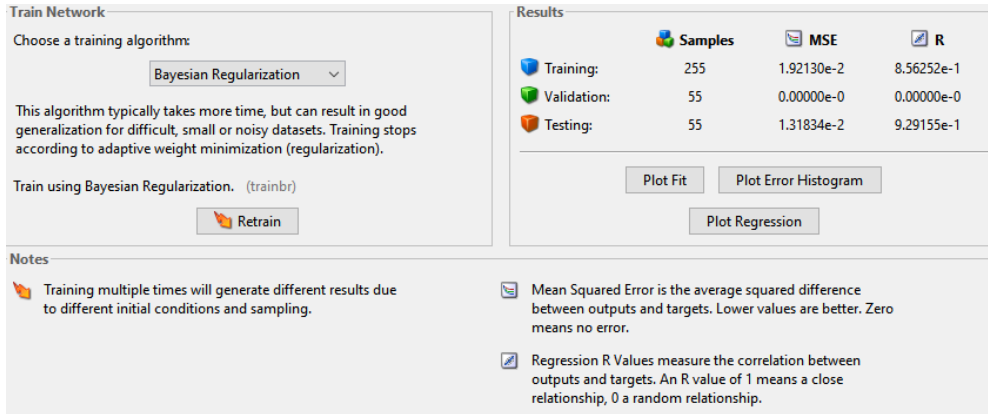 Train Network
Choose a training algorithm:
Bayesian Regularization
This algorithm typically takes more time, but can result in good
generalization for difficult, small or noisy datasets. Training stops
according to adaptive weight minimization (regularization).
Train using Bayesian Regularization. (trainbr)
Retrain
Results
Samples MSE R
Training: 255 1.92130e-2 8.56252e-1
Validation: 55 0.00000e-0 0.00000e-0
Testing: 55 1.31834e-2 9.29155e-1
Plot Fit Plot Error Histogram
Plot Regression
Notes
Training multiple times will generate different results due
to different initial conditions and sampling.
Mean Squared Error is the average squared difference
between outputs and targets. Lower values are better. Zero
means no error.
Regression R Values measure the correlation between
outputs and targets. An R value of 1 means a close
relationship, 0 a random relationship.